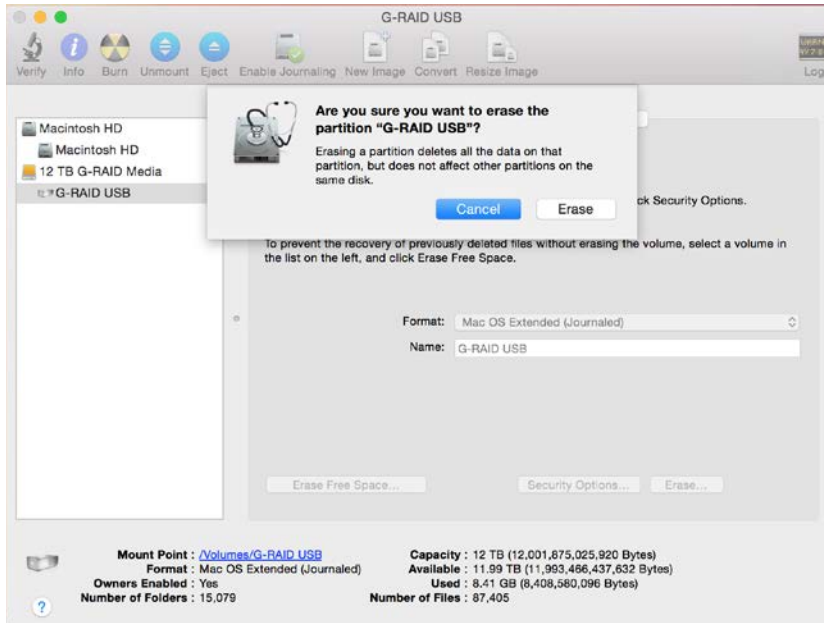 G-RAID USB
Verify Info Burn Unmount Eject Enable Journaling New Image Convert Resize Image Log
Are you sure you want to erase the
partition “G-RAID USB”?
Erasing a partition deletes all the data on that
partition, but does not affect other partitions on the
same disk.
Cancel Erase
Macintosh HD
Macintosh HD
12 TB G-RAID Media
G-RAID USB
ck Security Options.
To prevent the recovery of previously deleted files without erasing the volume, select a volume in
the list on the left, and click Erase Free Space.
Format: Mac OS Extended (Journaled)
Name: G-RAID USB
Erase Free Space... Security Options... Erase...
Mount Point : /Volumes/G-RAID USB Capacity : 12 TB (12,001,875,025,920 Bytes)
Format : Mac OS Extended (Journaled) Available : 11.99 TB (11,993,466,437,632 Bytes)
Owners Enabled : Yes Used : 8.41 GB (8,408,580,096 Bytes)
Number of Folders : 15,079 Number of Files : 87,405
?